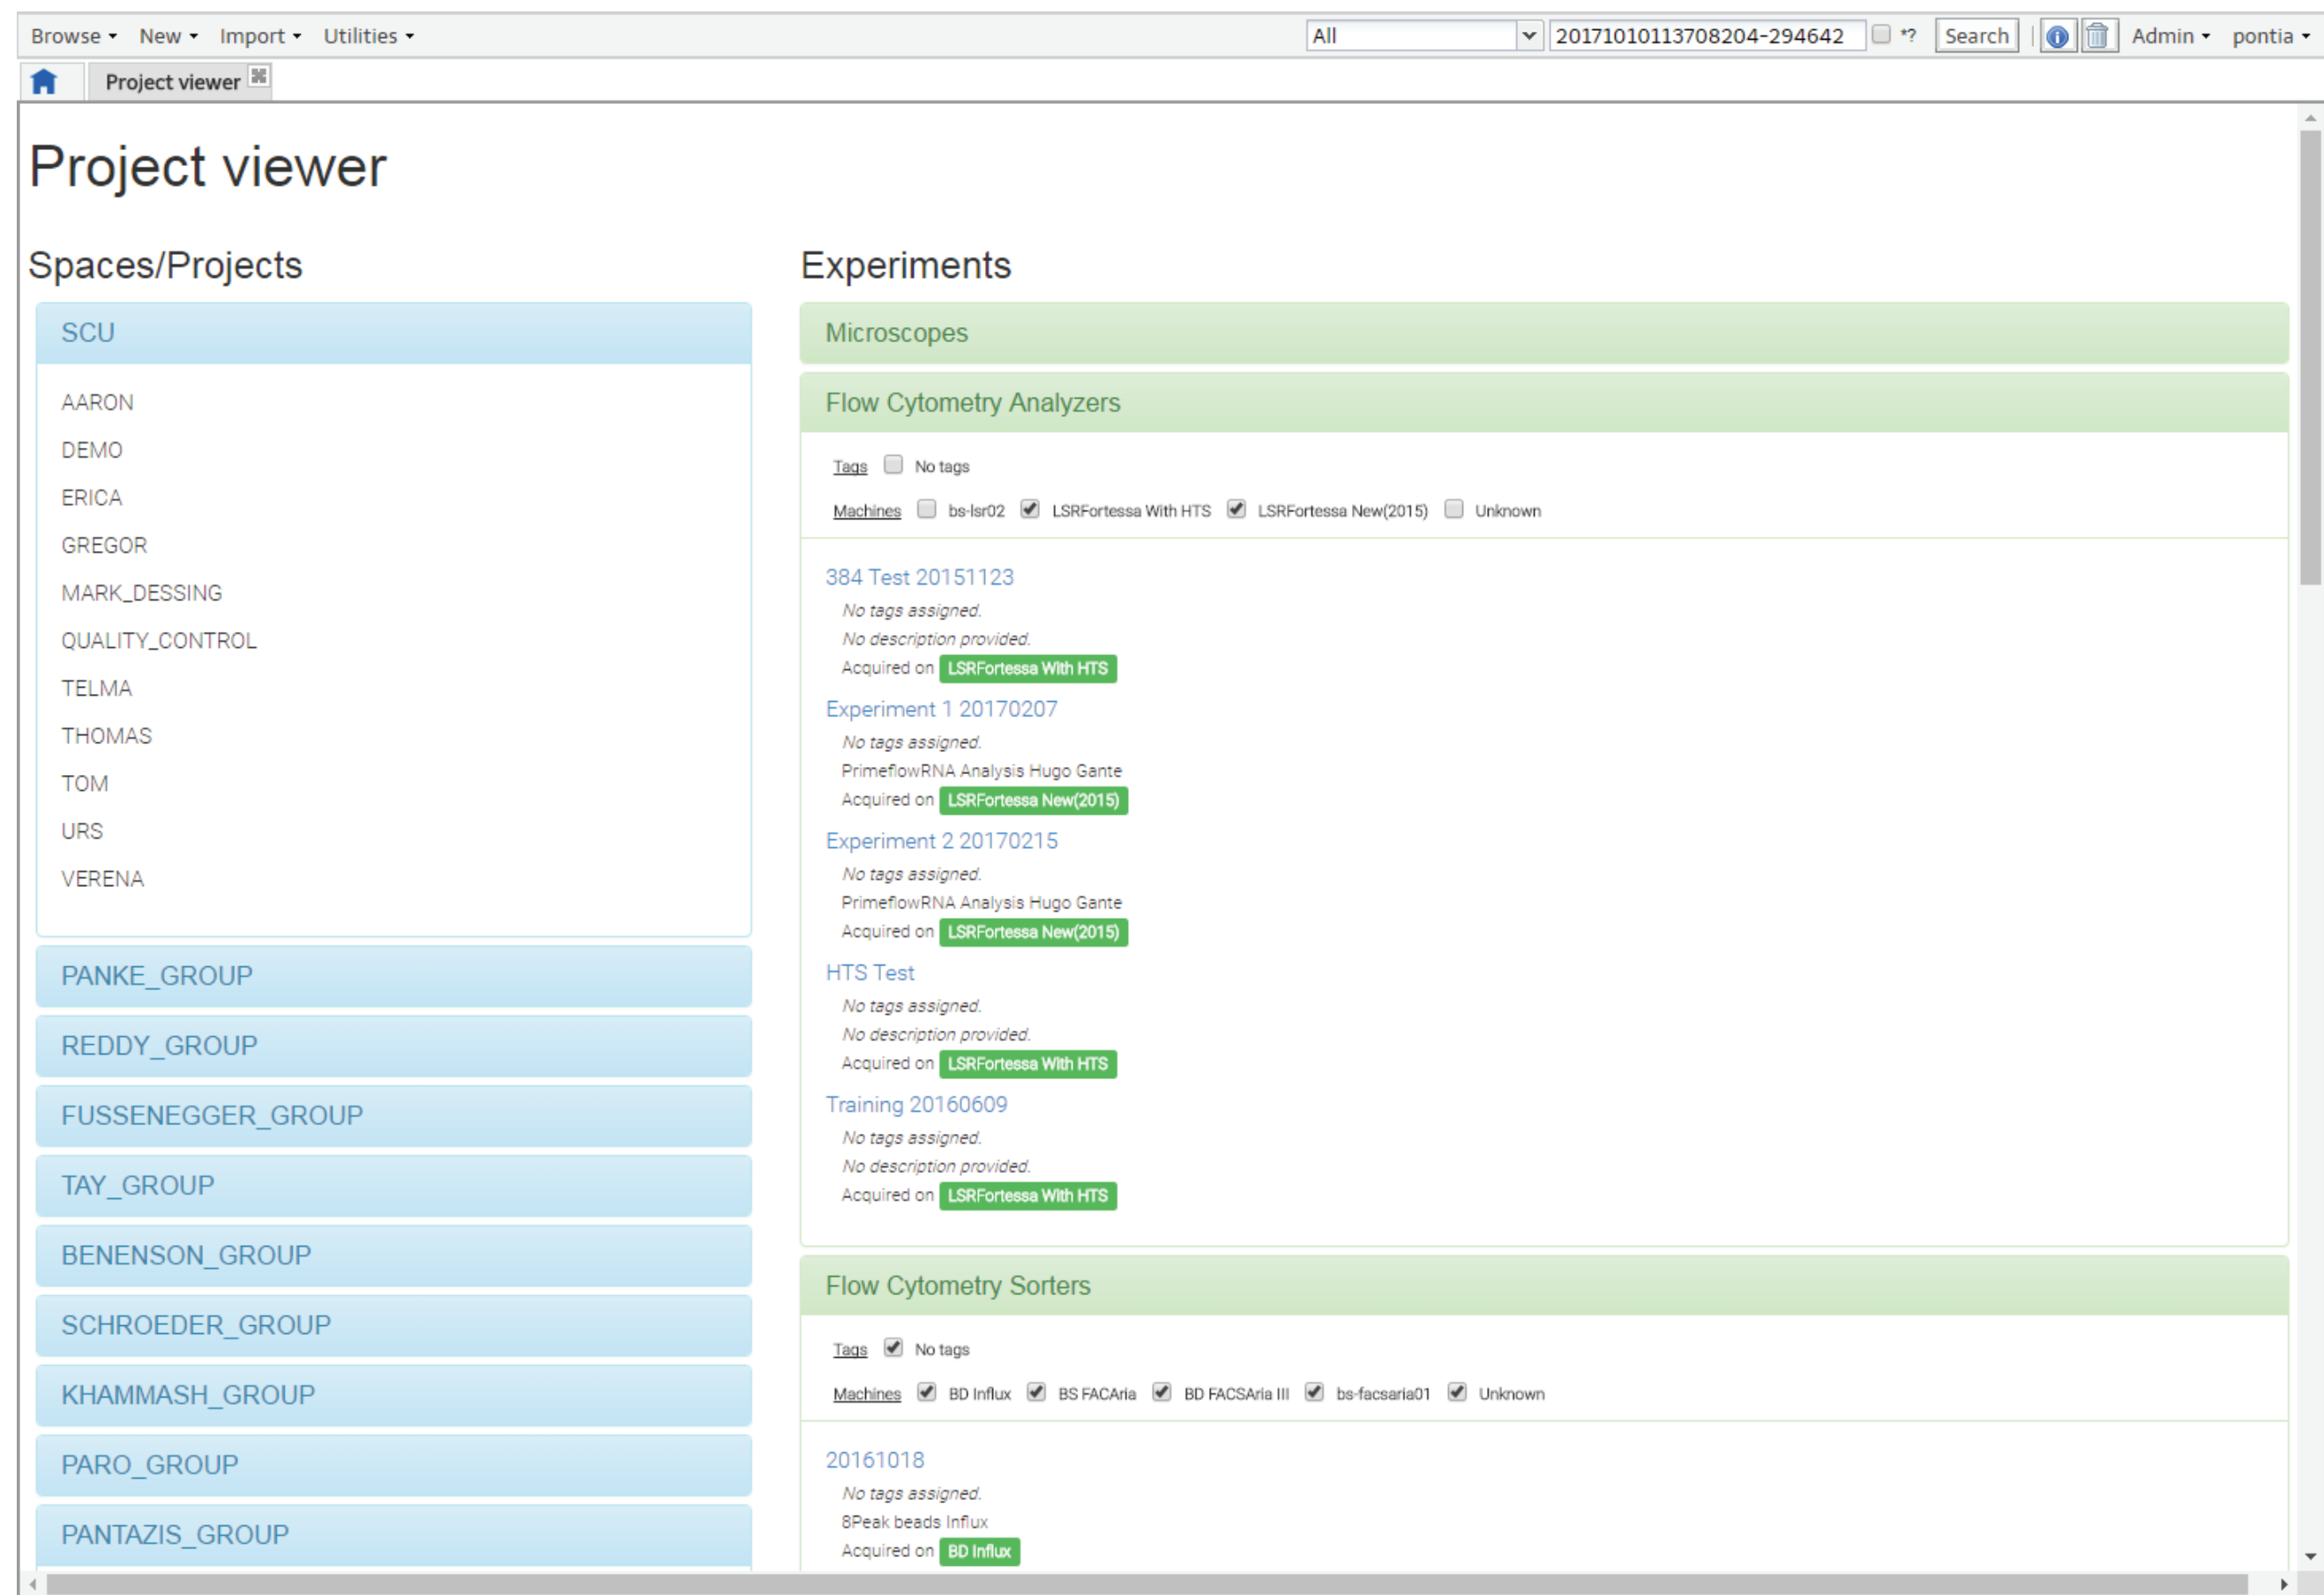 Browse New Import Utilities All 20171010113708204-294642 *? Search Admin pontia
Project viewer
Project viewer
Spaces/Projects
SCU
AARON
DEMO
ERICA
GREGOR
MARK_DESSING
QUALITY_CONTROL
TELMA
THOMAS
TOM
URS
VERENA
PANKE_GROUP
REDDY_GROUP
FUSSENEGGER_GROUP
TAY_GROUP
BENENSON_GROUP
SCHROEDER_GROUP
KHAMMASH_GROUP
PARO_GROUP
PANTAZIS_GROUP
Experiments
Microscopes
Flow Cytometry Analyzers
Tags No tags
Machines bs-lsr02 LSRFortessa With HTS LSRFortessa New(2015) Unknown
384 Test 20151123
No tags assigned.
No description provided.
Acquired on LSRFortessa With HTS
Experiment 1 20170207
No tags assigned.
PrimeflowRNA Analysis Hugo Gante
Acquired on LSRFortessa New(2015)
Experiment 2 20170215
No tags assigned.
PrimeflowRNA Analysis Hugo Gante
Acquired on LSRFortessa New(2015)
HTS Test
No tags assigned.
No description provided.
Acquired on LSRFortessa With HTS
Training 20160609
No tags assigned.
No description provided.
Acquired on LSRFortessa With HTS
Flow Cytometry Sorters
Tags No tags
Machines BD Influx BS FACAria BD FACSAria III bs-facsaria01 Unknown
20161018
No tags assigned.
8Peak beads Influx
Acquired on BD Influx